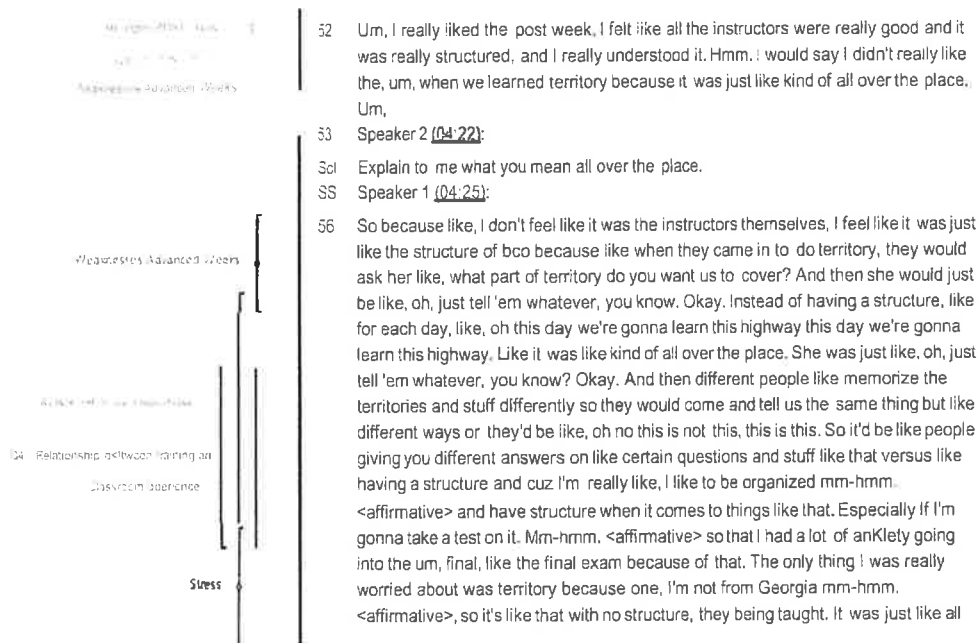 52 Um, I really liked the post week, I felt iike all the instructors were really good and it
was really structured, and I really understood it. Hmm. I would say I didn't really like
the, um, when we learned territory because it was just like kind of all over the place.
Advanced Weeks
Um,
53 Speaker 2 (04:22):
Scl Explain to me what you mean all over the place.
SS Speaker 1 (04:25):
56 So because like, I don't feel like it was the instructors themselves, I feel like it was just
like the structure of bco because like when they came in to do territory, they would
Weaknesses Advanced Weeks
ask her like, what part of territory do you want us to cover? And then she would just
be like, oh, just tell 'em whatever, you know. Okay. Instead of having a structure, like
for each day, like, oh this day we're gonna learn this highway this day we're gonna
learn this highway. Like it was like kind of all over the place. She was just like, oh, just
tell 'em whatever, you know? Okay. And then different people like memorize the
territories and stuff differently so they would come and tell us the same thing but like
different ways or they'd be like, oh no this is not this, this is this. So it'd be like people
Relationship between training an
giving you different answers on like certain questions and stuff like that versus like
Classroom
having a structure and cuz I'm really like, I like to be organized mm-hmm.
<affirmative> and have structure when it comes to things like that. Especially If I'm
gonna take a test on it. Mm-hmm. <affirmative> so that I had a lot of anKlety going
into the um, final, like the final exam because of that. The only thing I was really
Stress
worried about was territory because one, I'm not from Georgia mm-hmm.
<affirmative>, so it's like that with no structure, they being taught. It was just like all